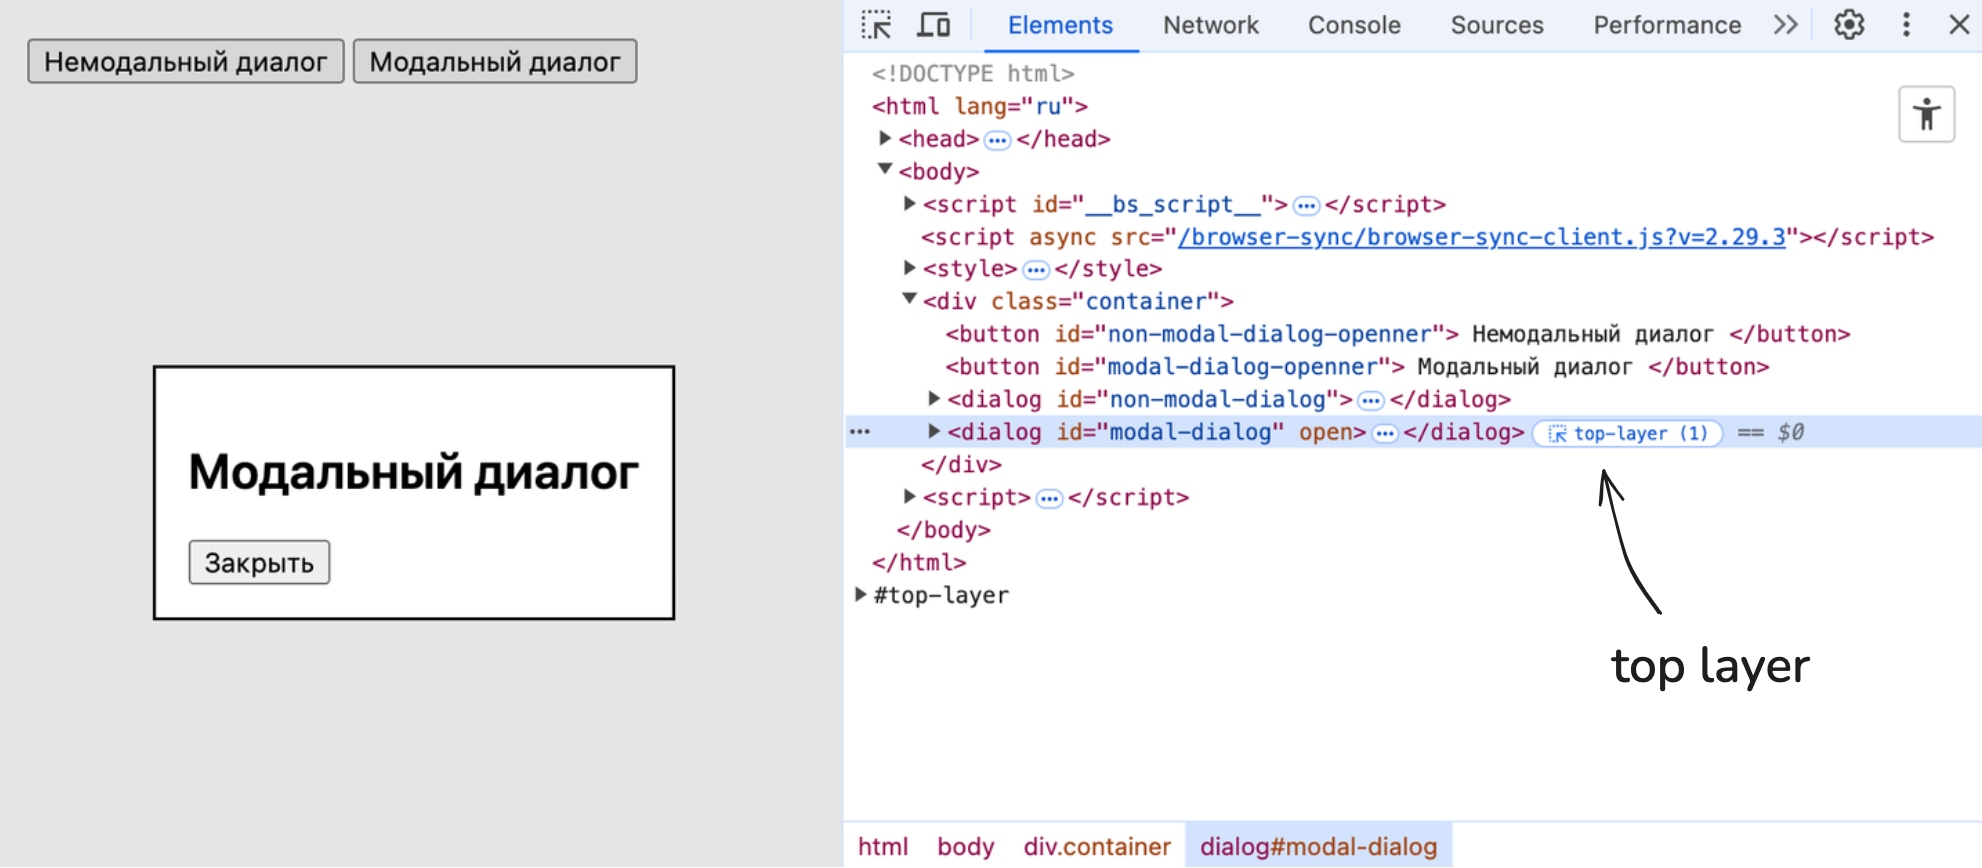 Немодальный диалог Модальный диалог
Модальный диалог
Закрыть
Elements Network Console Sources Performance
<!DOCTYPE html>
<html lang="ru">
<head> ••• </head>
<body>
<script id="__bs_script__"> ••• </script>
<script async src="/browser-sync/browser-sync-client.js?v=2.29.3"></script>
<style> ••• </style>
<div class="container">
<button id="non-modal-dialog-openner"> Немодальный диалог </button>
<button id="modal-dialog-openner"> Модальный диалог </button>
<dialog id="non-modal-dialog"> ••• </dialog>
<dialog id="modal-dialog" open> ••• </dialog> top-layer (1) == $0
</div>
<script> ••• </script>
</body>
</html>
#top-layer
top layer
html body div.container dialog#modal-dialog